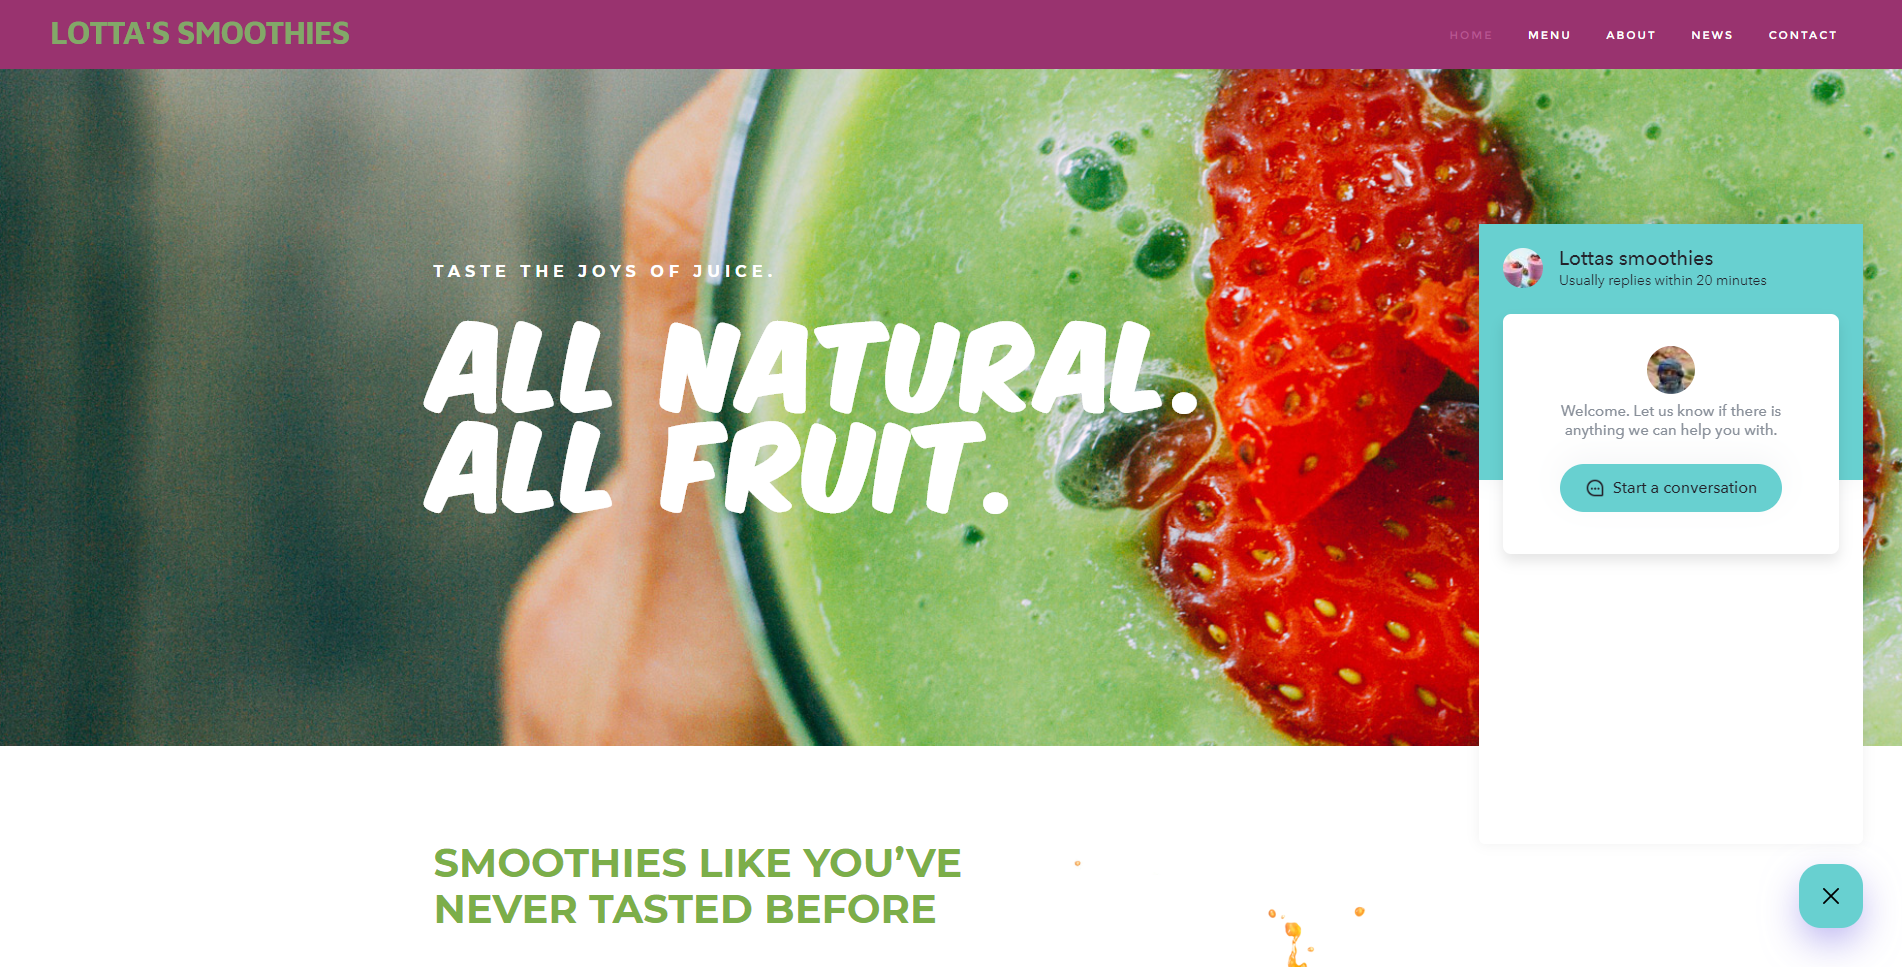 LOTTA'S SMOOTHIES
HOME MENU ABOUT NEWS CONTACT
TASTE THE JOYS OF JUICE.
ALL NATURAL.
ALL FRUIT.
Lottas smoothies
Usually replies within 20 minutes
Welcome. Let us know if there is
anything we can help you with.
Start a conversation
SMOOTHIES LIKE YOU’VE
NEVER TASTED BEFORE